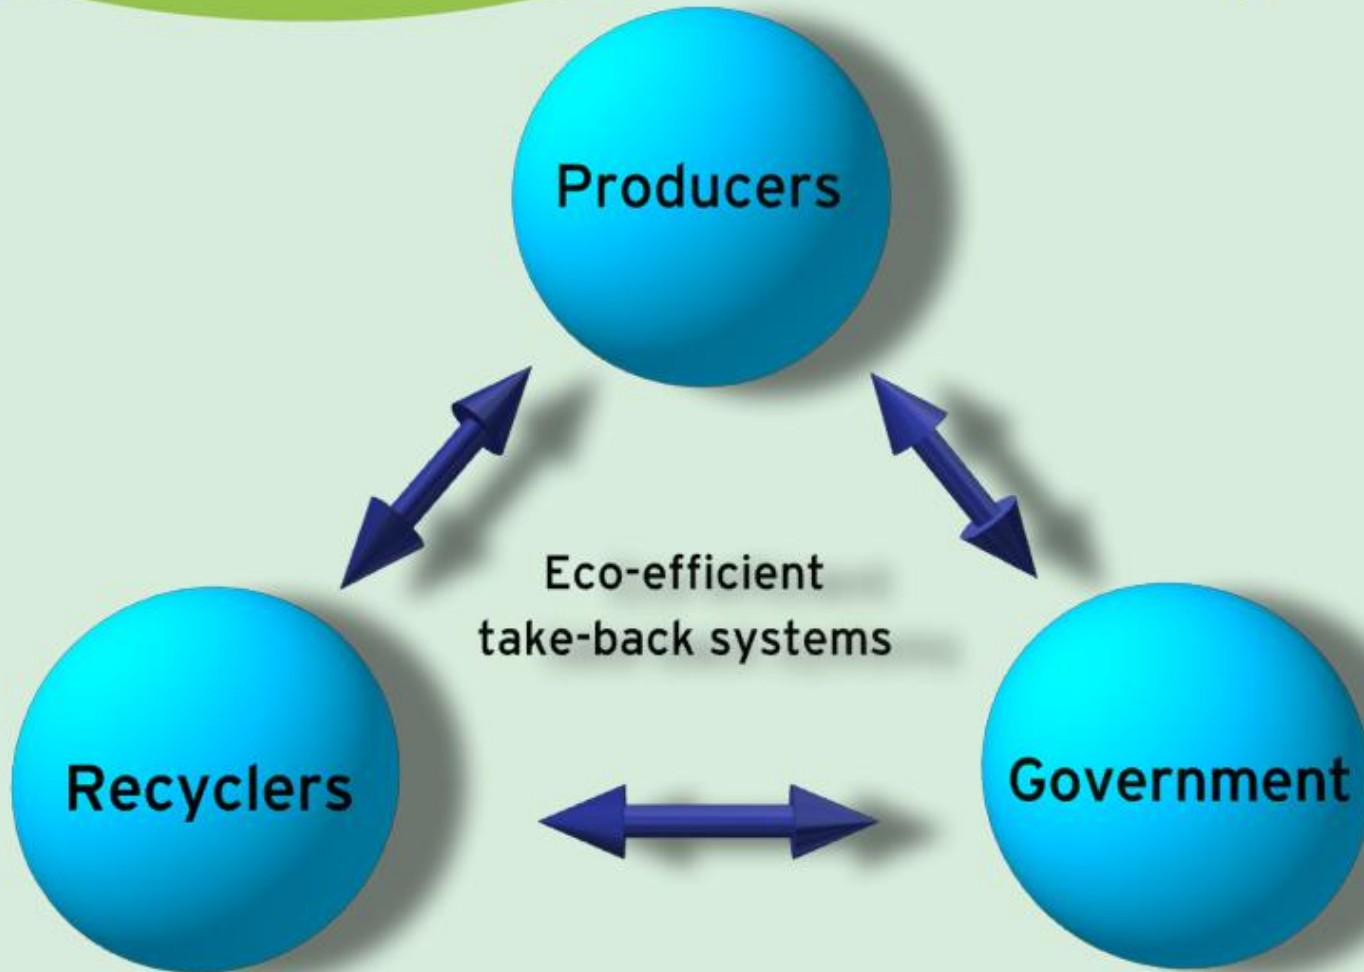 Producers
Eco-efficient
take-back systems
Recyclers
Government